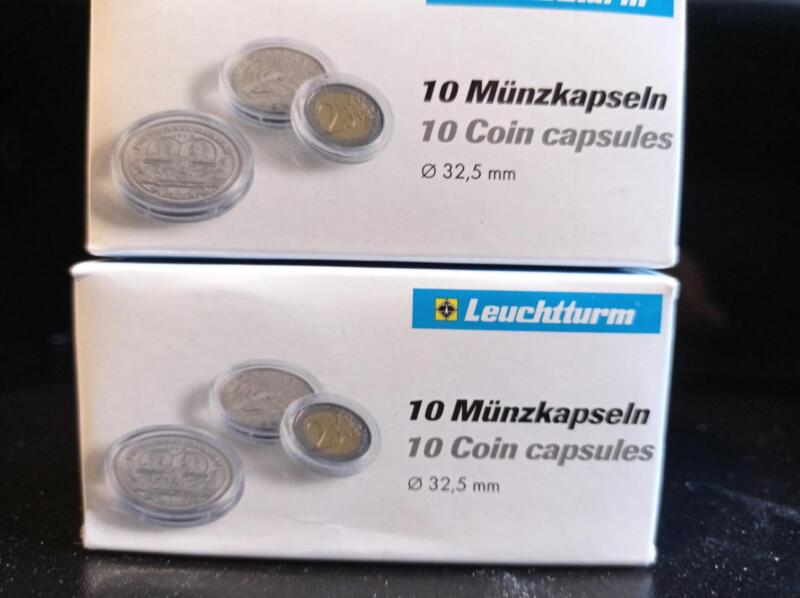 10 Münzkapseln
10 Coin capsules
Ø 32,5 mm
Leuchtturm
10 Münzkapseln
10 Coin capsules
Ø 32,5 mm